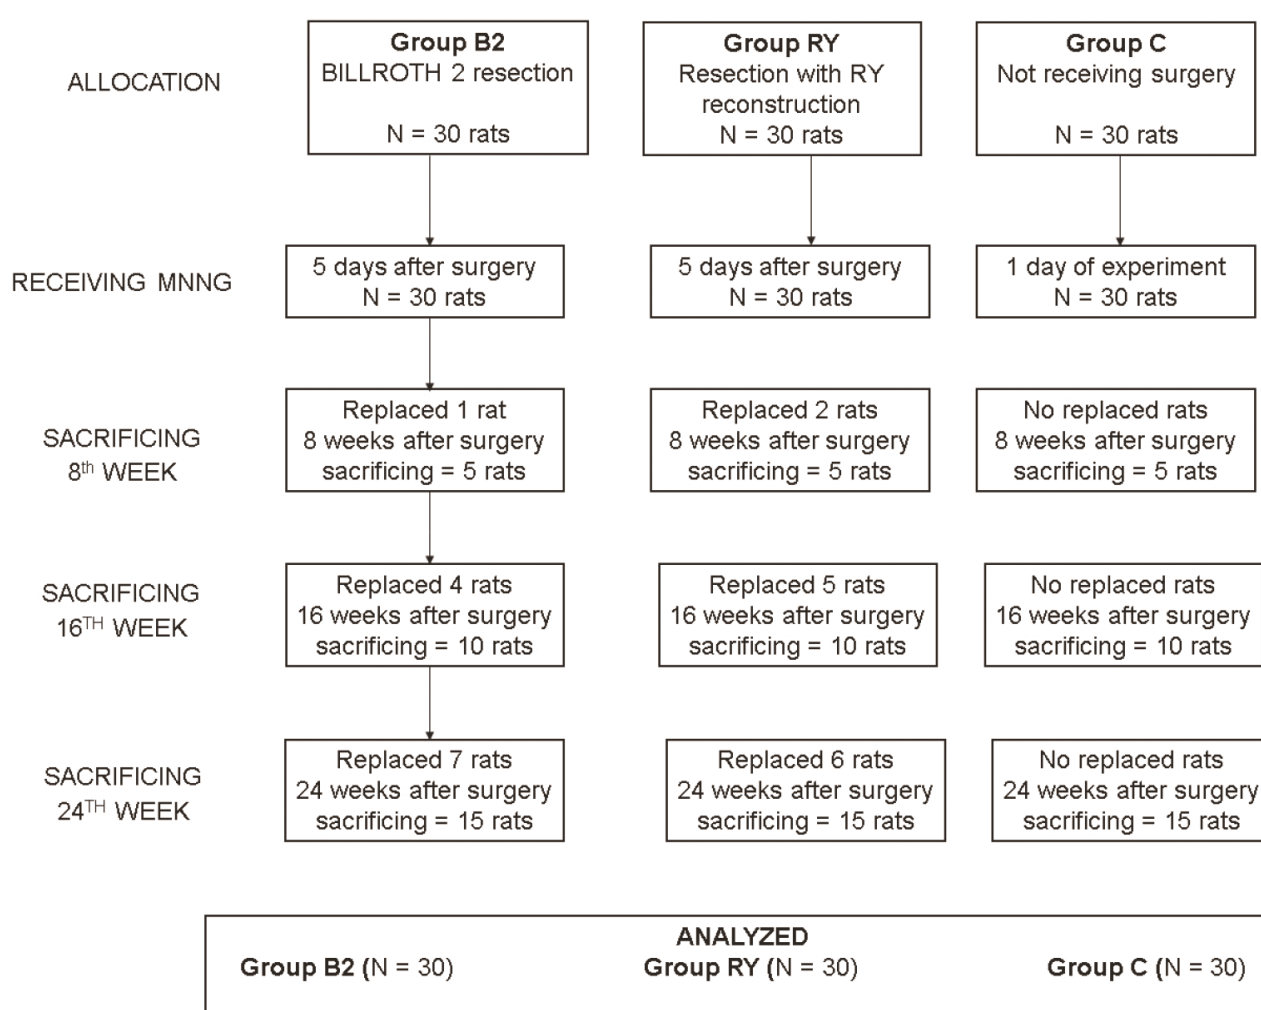 ALLOCATION
Group B2
BILLROTH 2 resection
N = 30 rats
Group RY
Resection with RY
reconstruction
N = 30 rats
Group C
Not receiving surgery
N = 30 rats
RECEIVING MNNG
5 days after surgery
N = 30 rats
5 days after surgery
N = 30 rats
1 day of experiment
N = 30 rats
SACRIFICING
8th WEEK
Replaced 1 rat
8 weeks after surgery
sacrificing = 5 rats
Replaced 2 rats
8 weeks after surgery
sacrificing = 5 rats
No replaced rats
8 weeks after surgery
sacrificing = 5 rats
SACRIFICING
16TH WEEK
Replaced 4 rats
16 weeks after surgery
sacrificing = 10 rats
Replaced 5 rats
16 weeks after surgery
sacrificing = 10 rats
No replaced rats
16 weeks after surgery
sacrificing = 10 rats
SACRIFICING
24TH WEEK
Replaced 7 rats
24 weeks after surgery
sacrificing = 15 rats
Replaced 6 rats
24 weeks after surgery
sacrificing = 15 rats
No replaced rats
24 weeks after surgery
sacrificing = 15 rats
ANALYZED
Group B2 (N = 30)
Group RY (N = 30)
Group C (N = 30)